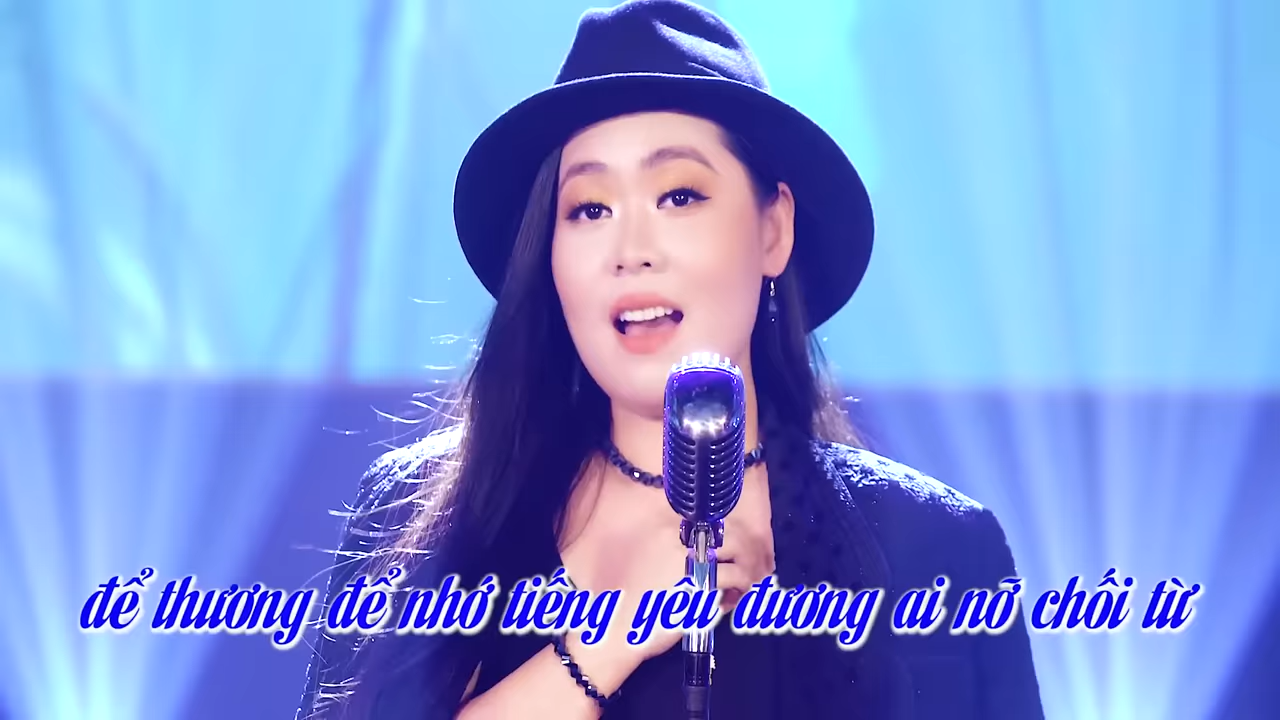 để thương để nhớ tiếng yêu đương ai nỡ chối từ